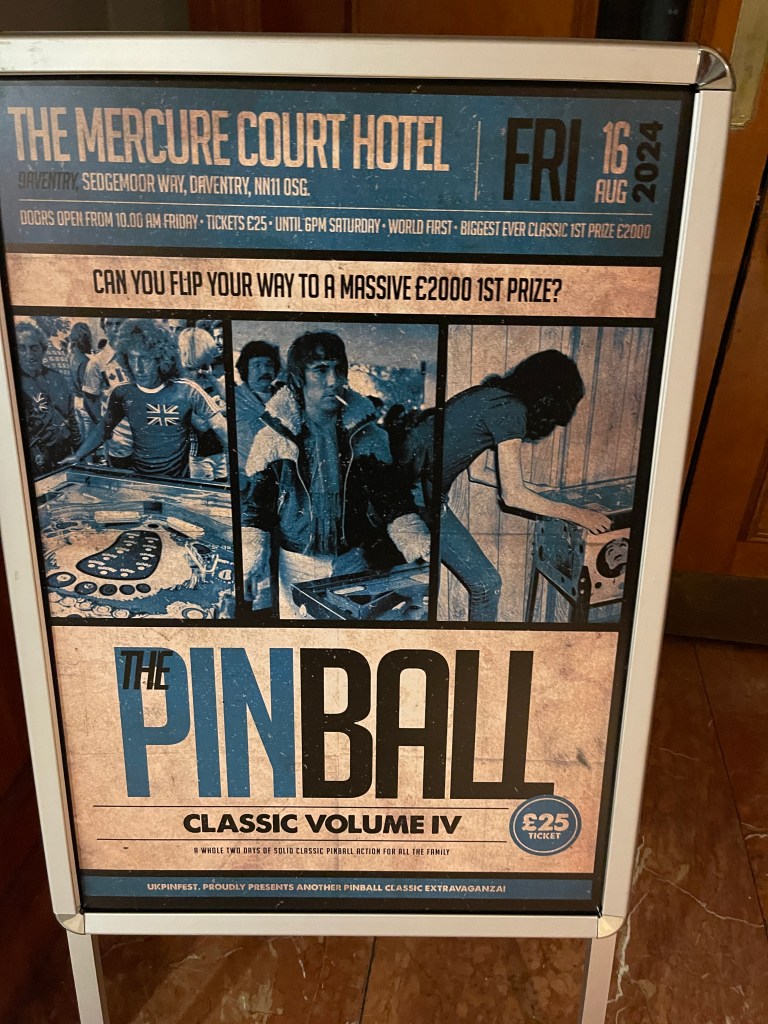 THE MERCURE COURT HOTEL
DAVENTRY, SEDGEMOOR WAY, DAVENTRY, NN11 0SG.
FRI
16
AUG
2024
DOORS OPEN FROM 10.00 AM FRIDAY • TICKETS £25 • UNTIL 6PM SATURDAY • WORLD FIRST • BIGGEST EVER CLASSIC 1ST PRIZE £2000
CAN YOU FLIP YOUR WAY TO A MASSIVE £2000 1ST PRIZE?
THE
PINBALL
CLASSIC VOLUME IV
£25
TICKET
A WHOLE TWO DAYS OF SOLID CLASSIC PINBALL ACTION FOR ALL THE FAMILY
UKPINFEST. PROUDLY PRESENTS ANOTHER PINBALL CLASSIC EXTRAVAGANZA!